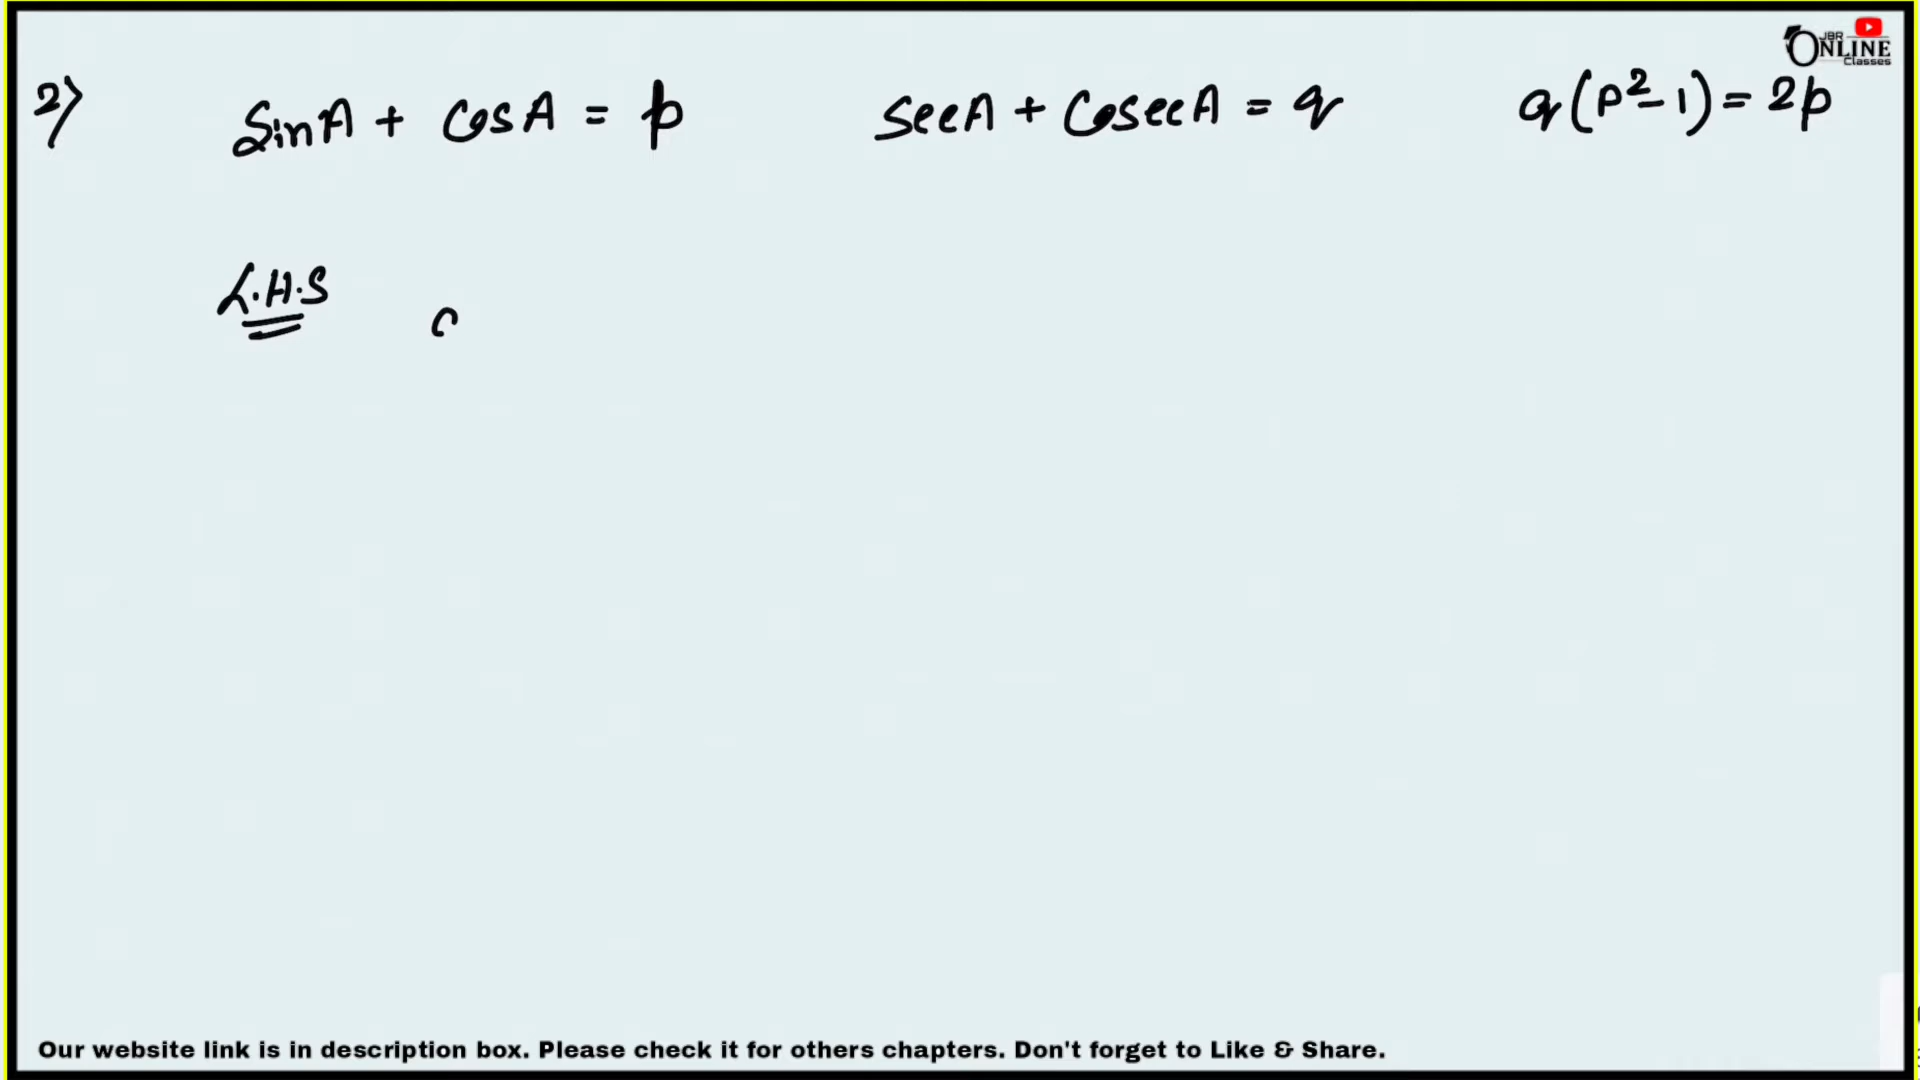 JBR
ONLINE
Classes
2) sinA + cosA = p secA + cosecA = q q(p²-1) = 2p
L.H.S
Our website link is in description box. Please check it for others chapters. Don't forget to Like & Share.